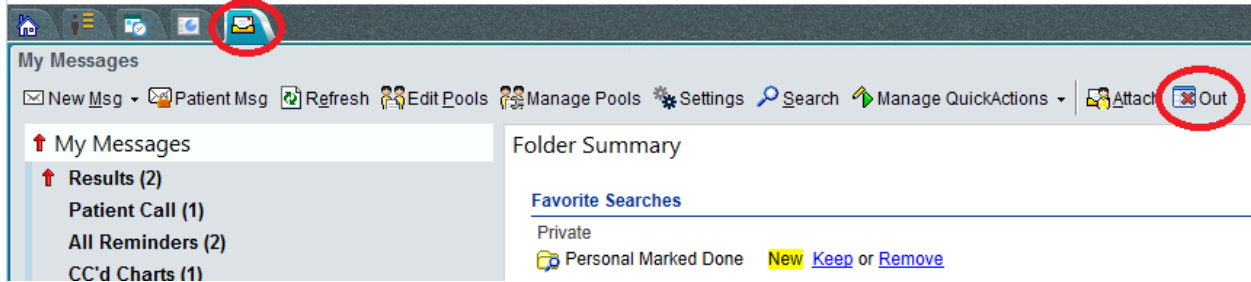 My Messages
New Msg Patient Msg Refresh Edit Pools Manage Pools Settings Search Manage QuickActions Attach Out
My Messages
Results (2)
Patient Call (1)
All Reminders (2)
CC'd Charts (1)
Folder Summary
Favorite Searches
Private
Personal Marked Done New Keep or Remove